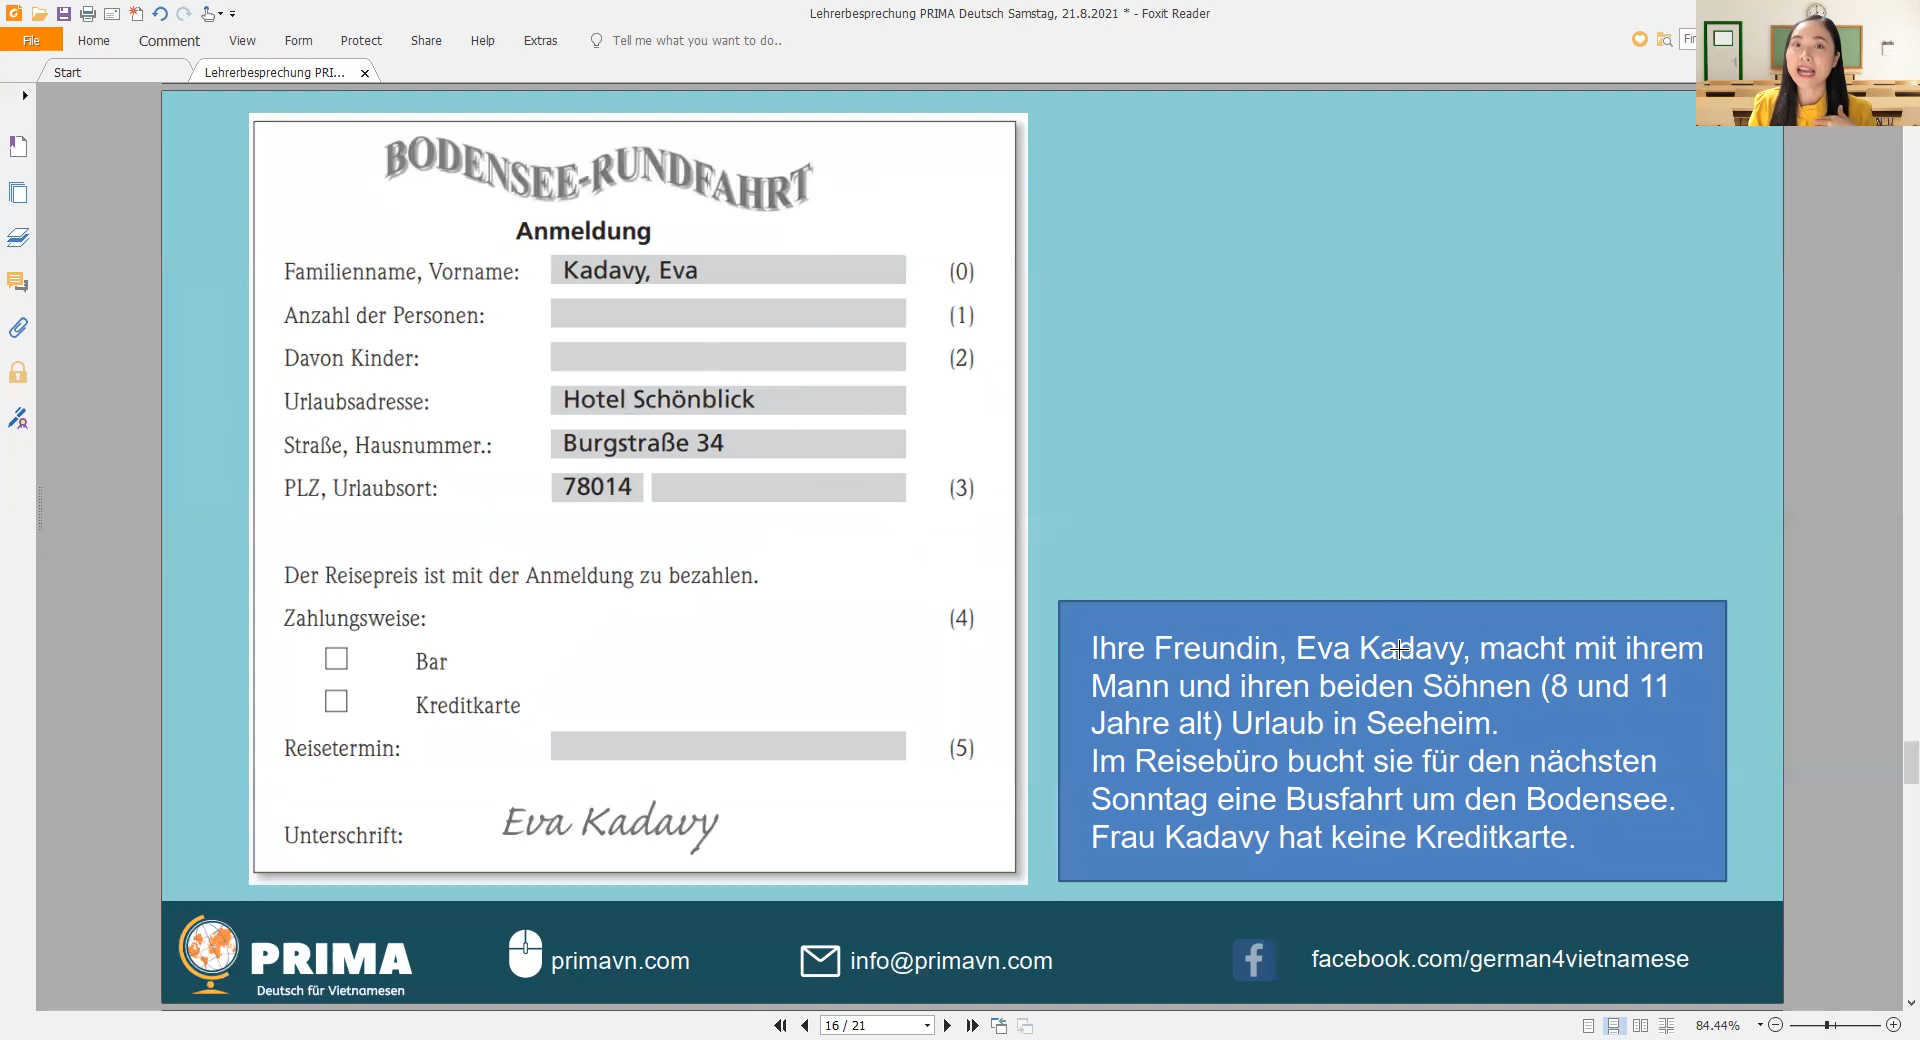 Lehrerbesprechung PRIMA Deutsch Samstag, 21.8.2021 * - Foxit Reader
File Home Comment View Form Protect Share Help Extras Tell me what you want to do..
Start Lehrerbesprechung PRI...
BODENSEE-RUNDFAHRT
Anmeldung
Familienname, Vorname: Kadavy, Eva (0)
Anzahl der Personen: (1)
Davon Kinder: (2)
Urlaubsadresse: Hotel Schönblick
Straße, Hausnummer.: Burgstraße 34
PLZ, Urlaubsort: 78014 (3)
Der Reisepreis ist mit der Anmeldung zu bezahlen.
Zahlungsweise: (4)
Bar
Kreditkarte
Reisetermin: (5)
Unterschrift: Eva Kadavy
Ihre Freundin, Eva Kadavy, macht mit ihrem
Mann und ihren beiden Söhnen (8 und 11
Jahre alt) Urlaub in Seeheim.
Im Reisebüro bucht sie für den nächsten
Sonntag eine Busfahrt um den Bodensee.
Frau Kadavy hat keine Kreditkarte.
PRIMA
Deutsch für Vietnamesen
primavn.com
info@primavn.com
facebook.com/german4vietnamese
16 / 21
84.44%